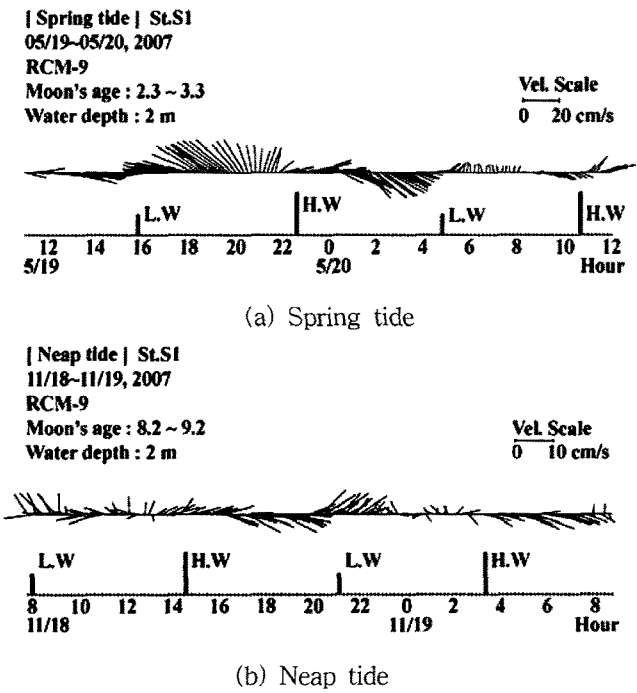 | Spring tide | St.S1
05/19~05/20, 2007
RCM-9
Moon's age : 2.3 ~ 3.3
Water depth : 2 m
Vel. Scale
0 20 cm/s
L.W H.W L.W H.W
12 14 16 18 20 22 0 2 4 6 8 10 12
5/19 5/20 Hour
(a) Spring tide
| Neap tide | St.S1
11/18~11/19, 2007
RCM-9
Moon's age : 8.2 ~ 9.2
Water depth : 2 m
Vel. Scale
0 10 cm/s
L.W H.W L.W H.W
8 10 12 14 16 18 20 22 0 2 4 6 8
11/18 11/19 Hour
(b) Neap tide